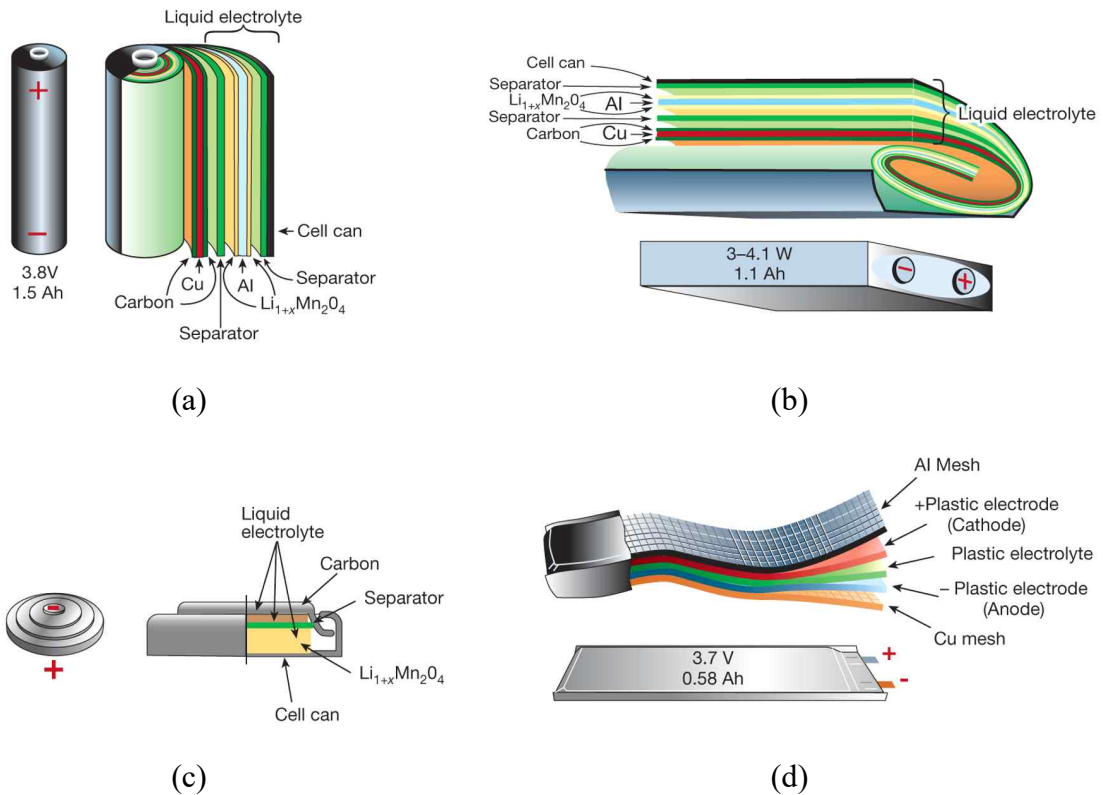 Liquid electrolyte
+
−
3.8V
1.5 Ah
Cell can
Separator
Cu
Al
Carbon
Li1+xMn2O4
Separator
(a)
Cell can
Separator
Li1+xMn2O4
Al
Separator
Carbon
Cu
Liquid electrolyte
3–4.1 W
1.1 Ah
−
+
(b)
Liquid
electrolyte
Carbon
Separator
−
+
Li1+xMn2O4
Cell can
(c)
Al Mesh
+Plastic electrode
(Cathode)
Plastic electrolyte
– Plastic electrode
(Anode)
Cu mesh
3.7 V
0.58 Ah
+
-
(d)